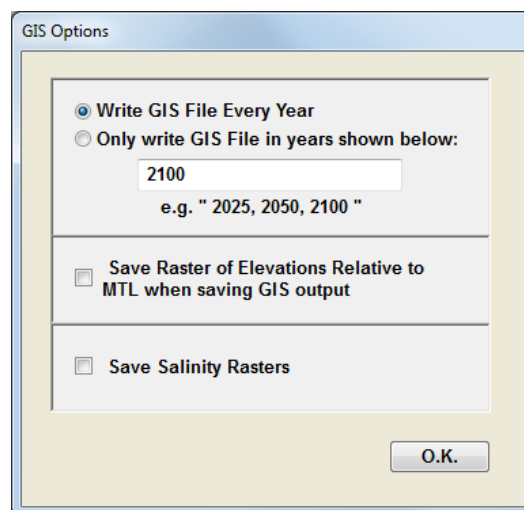 GIS Options
Write GIS File Every Year
Only write GIS File in years shown below:
2100
e.g. " 2025, 2050, 2100 "
Save Raster of Elevations Relative to
MTL when saving GIS output
Save Salinity Rasters
O.K.